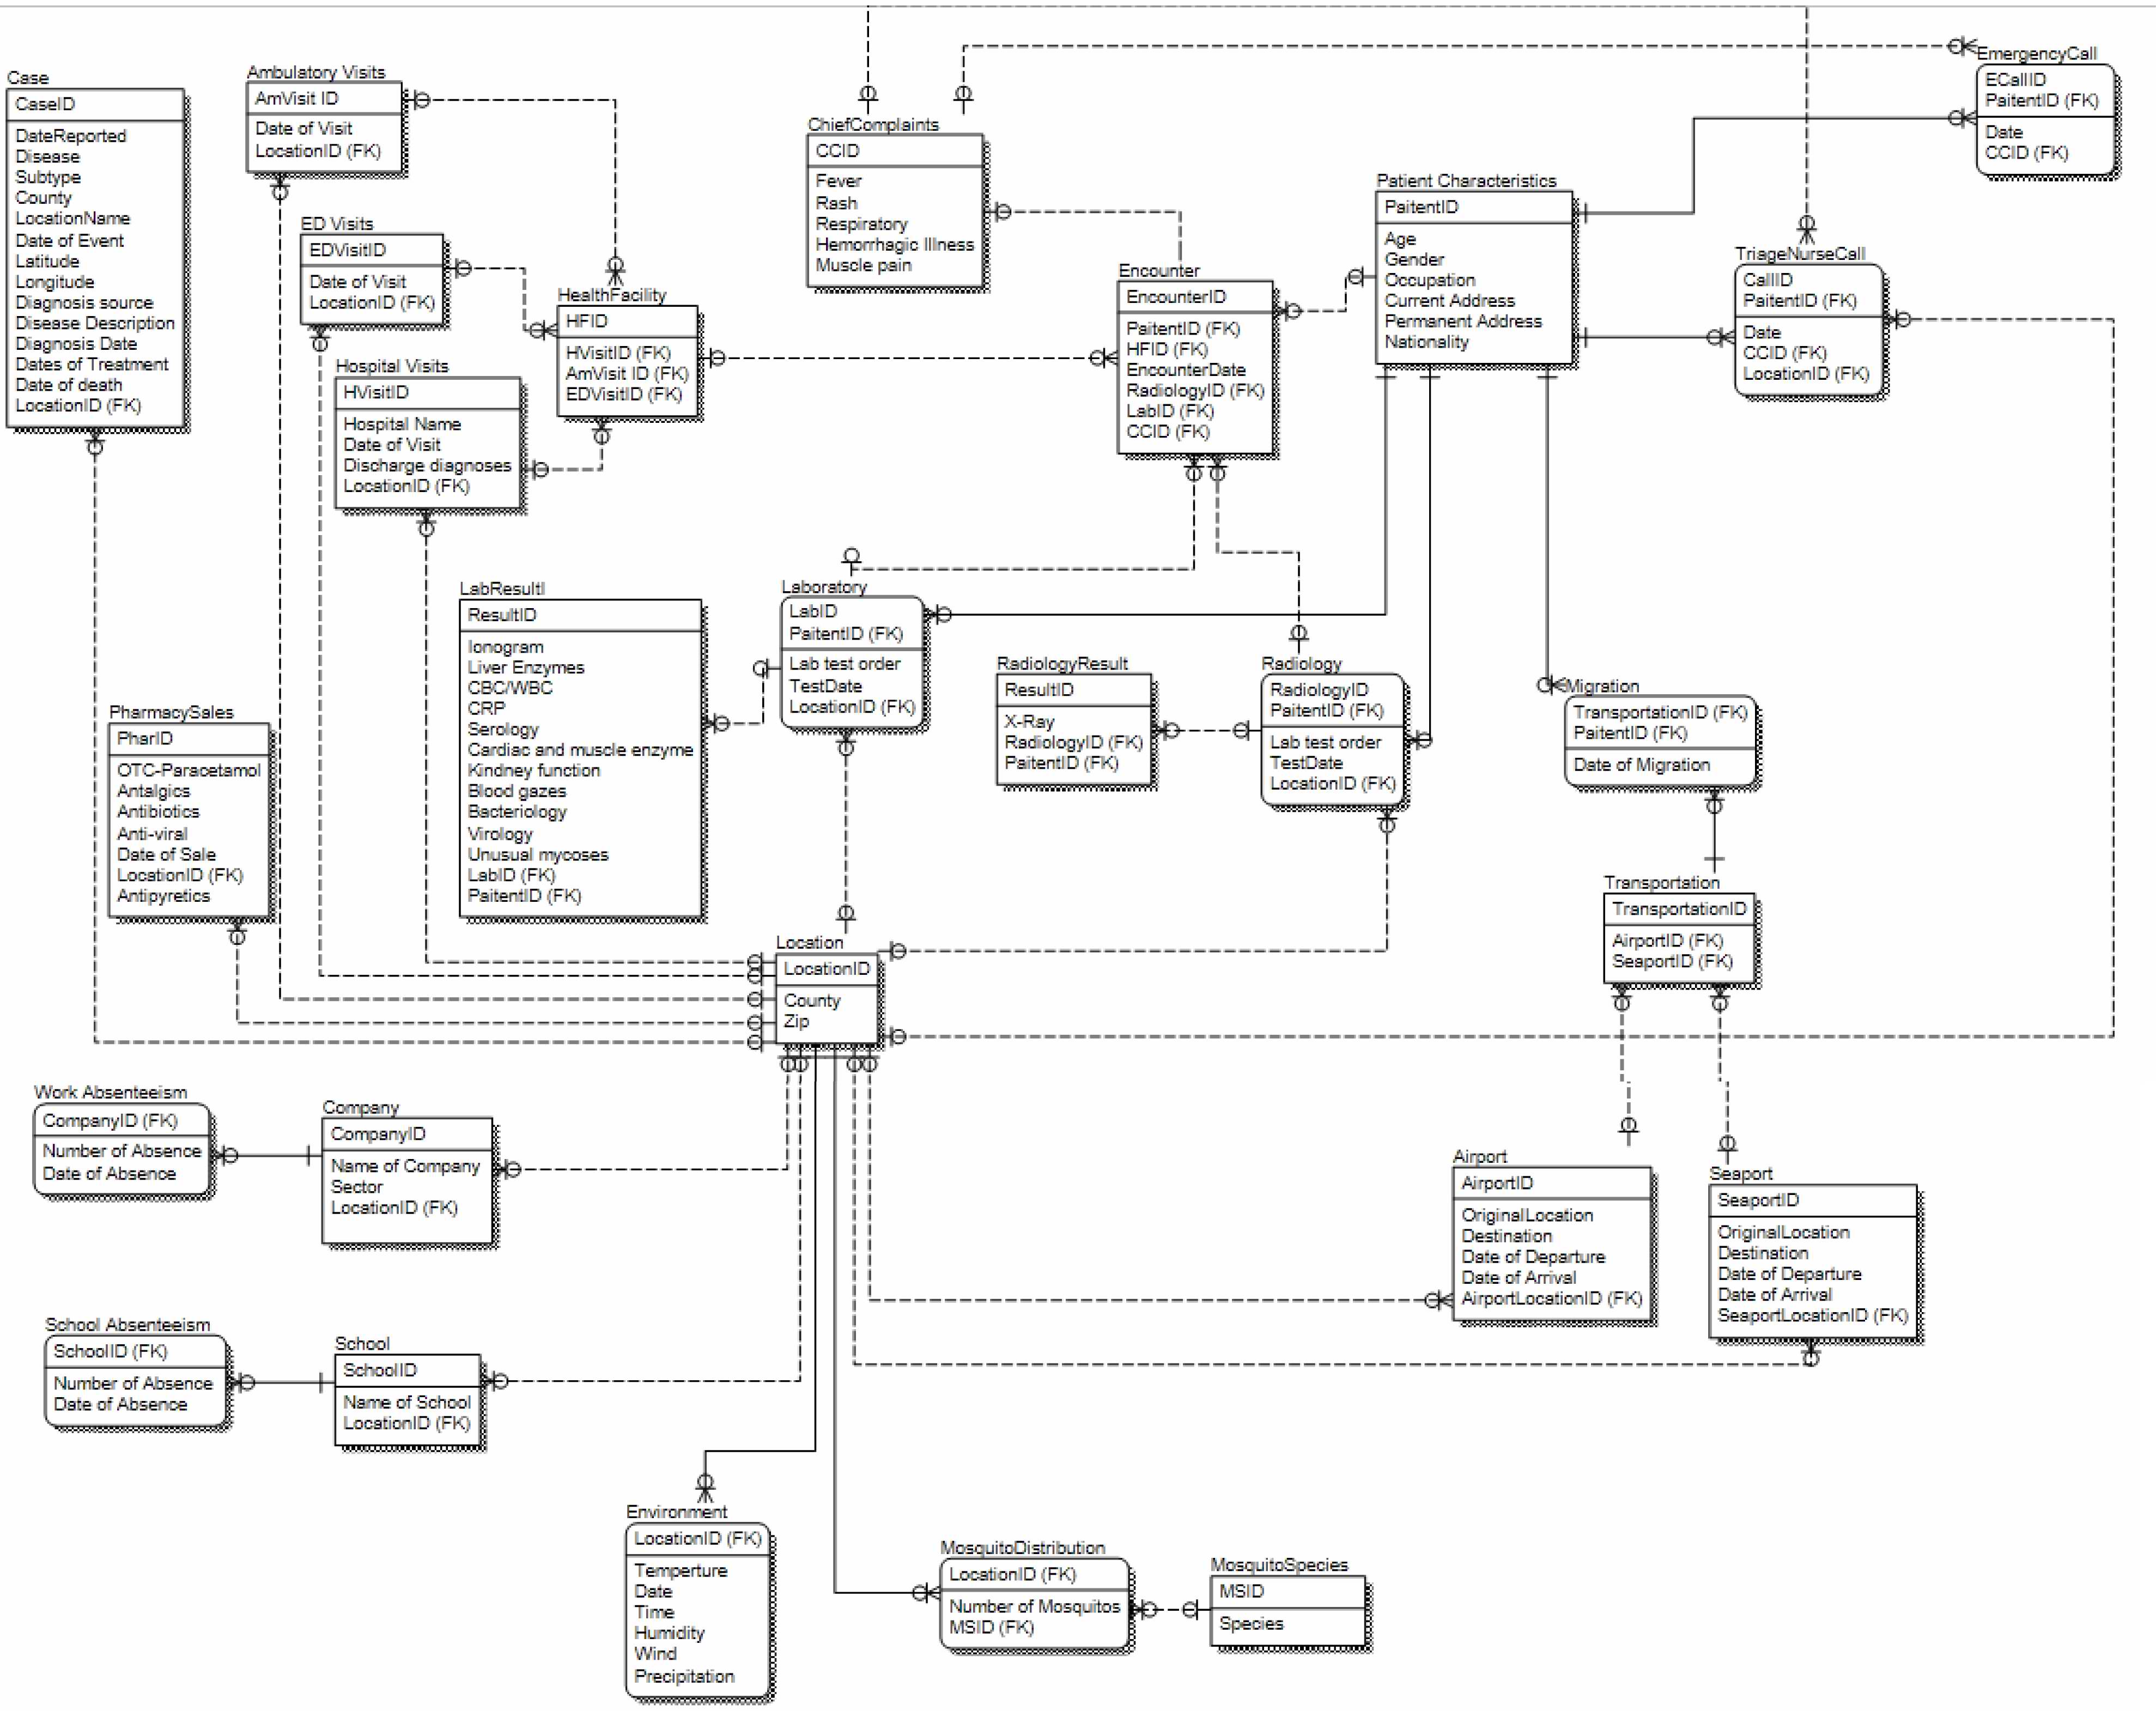 Case
CaseID
DateReported
Disease
Subtype
County
LocationName
Date of Event
Latitude
Longitude
Diagnosis source
Disease Description
Diagnosis Date
Dates of Treatment
Date of death
LocationID (FK)
Ambulatory Visits
AmVisit ID
Date of Visit
LocationID (FK)
ED Visits
EDVisitID
Date of Visit
LocationID (FK)
Hospital Visits
HVisitID
Hospital Name
Date of Visit
Discharge diagnoses
LocationID (FK)
HealthFacility
HFID
HVisitID (FK)
AmVisit ID (FK)
EDVisitID (FK)
ChiefComplaints
CCID
Fever
Rash
Respiratory
Hemorrhagic Illness
Muscle pain
Encounter
EncounterID
PaitentID (FK)
HFID (FK)
EncounterDate
RadiologyID (FK)
LabID (FK)
CCID (FK)
Patient Characteristics
PaitentID
Age
Gender
Occupation
Current Address
Permanent Address
Nationality
EmergencyCall
ECallID
PaitentID (FK)
Date
CCID (FK)
TriageNurseCall
CallID
PaitentID (FK)
Date
CCID (FK)
LocationID (FK)
LabResultI
ResultID
Ionogram
Liver Enzymes
CBC/WBC
CRP
Serology
Cardiac and muscle enzyme
Kindney function
Blood gazes
Bacteriology
Virology
Unusual mycoses
LabID (FK)
PaitentID (FK)
Laboratory
LabID
PaitentID (FK)
Lab test order
TestDate
LocationID (FK)
RadiologyResult
ResultID
X-Ray
RadiologyID (FK)
PaitentID (FK)
Radiology
RadiologyID
PaitentID (FK)
Lab test order
TestDate
LocationID (FK)
Migration
TransportationID (FK)
PaitentID (FK)
Date of Migration
PharmacySales
PharID
OTC-Paracetamol
Antalgics
Antibiotics
Anti-viral
Date of Sale
LocationID (FK)
Antipyretics
Transportation
TransportationID
AirportID (FK)
SeaportID (FK)
Location
LocationID
County
Zip
Work Absenteeism
CompanyID (FK)
Number of Absence
Date of Absence
Company
CompanyID
Name of Company
Sector
LocationID (FK)
Airport
AirportID
OriginalLocation
Destination
Date of Departure
Date of Arrival
AirportLocationID (FK)
Seaport
SeaportID
OriginalLocation
Destination
Date of Departure
Date of Arrival
SeaportLocationID (FK)
School Absenteeism
SchoolID (FK)
Number of Absence
Date of Absence
School
SchoolID
Name of School
LocationID (FK)
Environment
LocationID (FK)
Temperture
Date
Time
Humidity
Wind
Precipitation
MosquitoDistribution
LocationID (FK)
Number of Mosquitos
MSID (FK)
MosquitoSpecies
MSID
Species